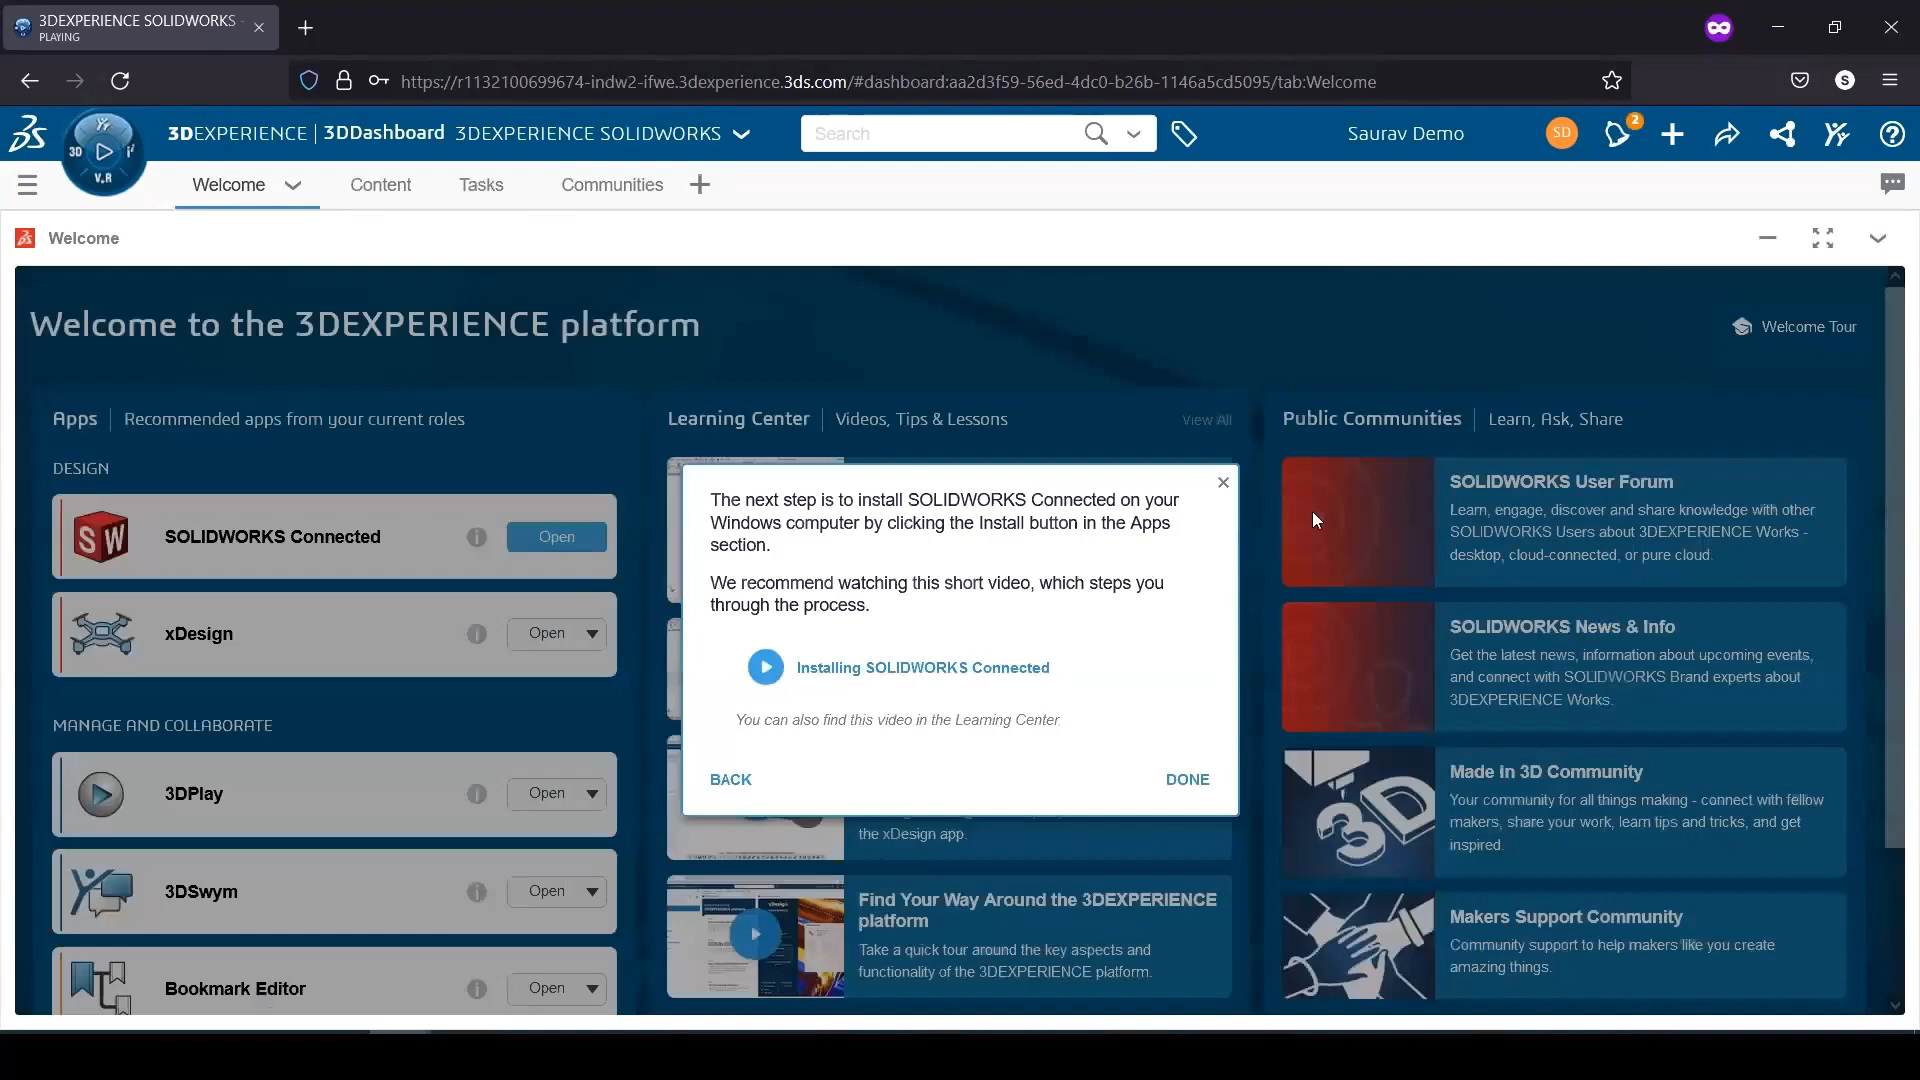 3DEXPERIENCE SOLIDWORKS -
PLAYING
https://r1132100699674-indw2-ifwe.3dexperience.3ds.com/#dashboard:aa2d3f59-56ed-4dc0-b26b-1146a5cd5095/tab:Welcome
S
3D
V.R
3DEXPERIENCE | 3DDashboard 3DEXPERIENCE SOLIDWORKS
Search
Saurav Demo
SD
2
Welcome
Content
Tasks
Communities
Welcome
Welcome to the 3DEXPERIENCE platform
Welcome Tour
Apps | Recommended apps from your current roles
DESIGN
SW
SOLIDWORKS Connected
Open
xDesign
Open
MANAGE AND COLLABORATE
3DPlay
Open
3DSwym
Open
Bookmark Editor
Open
Learning Center | Videos, Tips & Lessons
View All
The next step is to install SOLIDWORKS Connected on your
Windows computer by clicking the Install button in the Apps
section.
We recommend watching this short video, which steps you
through the process.
Installing SOLIDWORKS Connected
You can also find this video in the Learning Center.
BACK
DONE
the xDesign app.
Find Your Way Around the 3DEXPERIENCE
platform
Take a quick tour around the key aspects and
functionality of the 3DEXPERIENCE platform.
Public Communities | Learn, Ask, Share
SOLIDWORKS User Forum
Learn, engage, discover and share knowledge with other
SOLIDWORKS Users about 3DEXPERIENCE Works -
desktop, cloud-connected, or pure cloud.
SOLIDWORKS News & Info
Get the latest news, information about upcoming events,
and connect with SOLIDWORKS Brand experts about
3DEXPERIENCE Works.
3D
Made in 3D Community
Your community for all things making - connect with fellow
makers, share your work, learn tips and tricks, and get
inspired.
Makers Support Community
Community support to help makers like you create
amazing things.